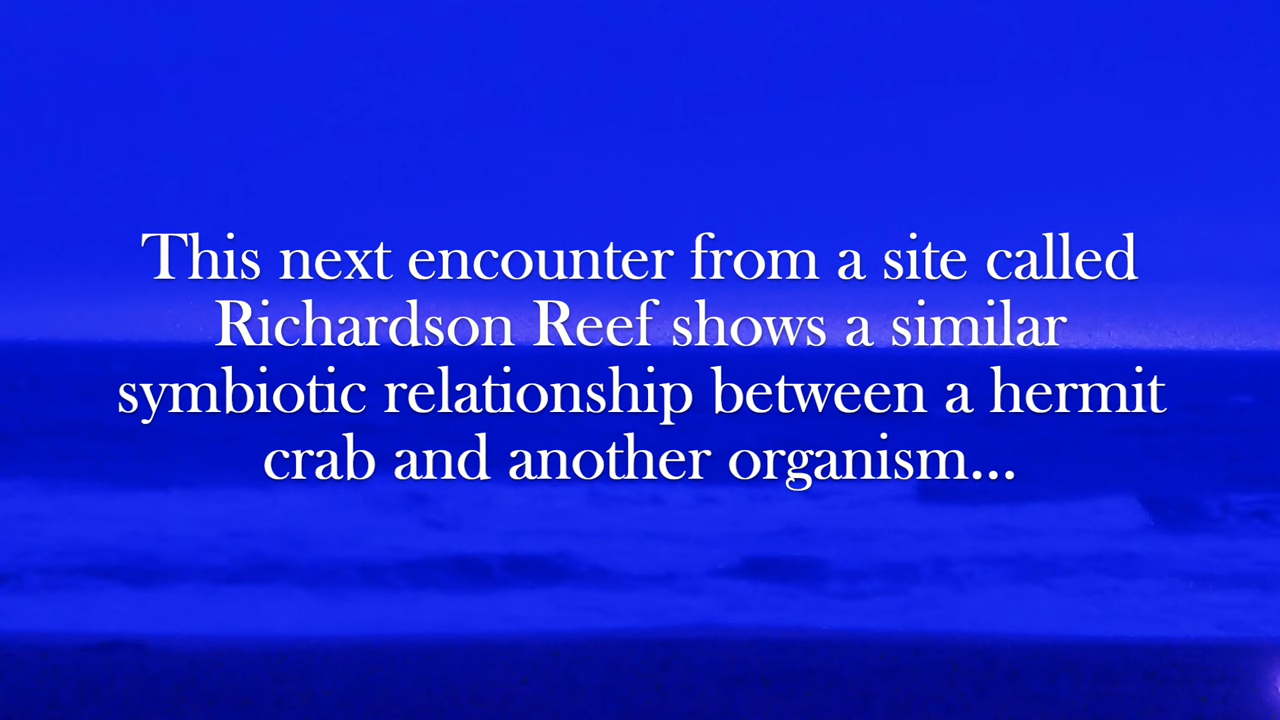 This next encounter from a site called
Richardson Reef shows a similar
symbiotic relationship between a hermit
crab and another organism...